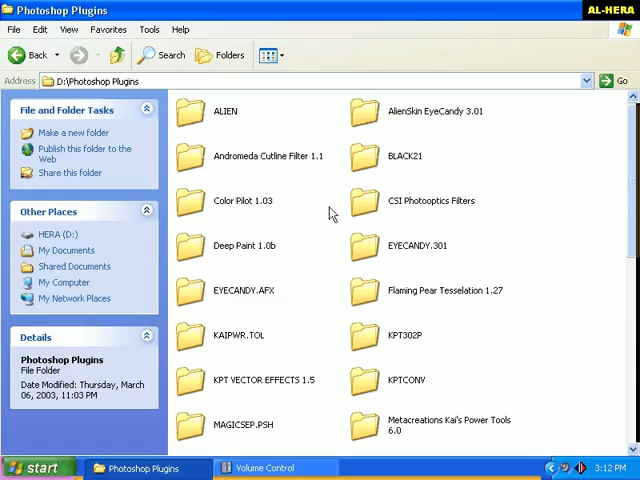 Photoshop Plugins
AL-HERA
File Edit View Favorites Tools Help
Back Search Folders
Address D:\Photoshop Plugins Go
File and Folder Tasks
Make a new folder
Publish this folder to the
Web
Share this folder
Other Places
HERA (D:)
My Documents
Shared Documents
My Computer
My Network Places
Details
Photoshop Plugins
File Folder
Date Modified: Thursday, March
06, 2003, 11:03 PM
ALIEN
AlienSkin EyeCandy 3.01
Andromeda Cutline Filter 1.1
BLACK21
Color Pilot 1.03
CSI Photooptics Filters
Deep Paint 1.0b
EYECANDY.301
EYECANDY.AFX
Flaming Pear Tesselation 1.27
KAIPWR.TOL
KPT302P
KPT VECTOR EFFECTS 1.5
KPTCONV
MAGICSEP.PSH
Metacreations Kai's Power Tools
6.0
start Photoshop Plugins Volume Control 3:12 PM